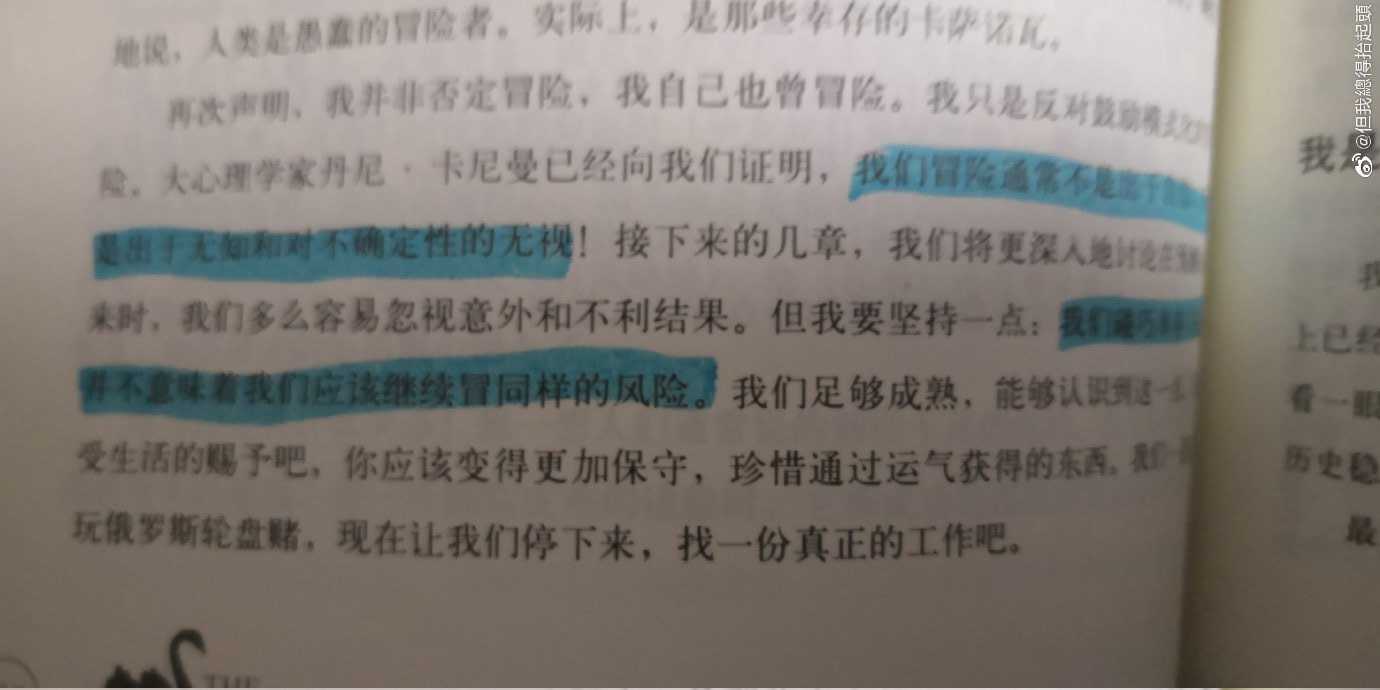 地说，人类是愚蠢的冒险者。实际上，是那些幸存的卡萨诺瓦。
再次声明，我并非否定冒险，我自己也曾冒险。我只是反对鼓励模式
险。大心理学家丹尼·卡尼曼已经向我们证明，我们冒险通常不是出于
是出于无知和对不确定性的无视！接下来的几章，我们将更深入地讨论在
来时，我们多么容易忽视意外和不利结果。但我要坚持一点：我们碰巧
并不意味着我们应该继续冒同样的风险。我们足够成熟，能够认识到这一
受生活的赐予吧，你应该变得更加保守，珍惜通过运气获得的东西。我们一
玩俄罗斯轮盘赌，现在让我们停下来，找一份真正的工作吧。
THE
我
我
上已经
看一眼
历史稳
最
@但我總得抬起頭